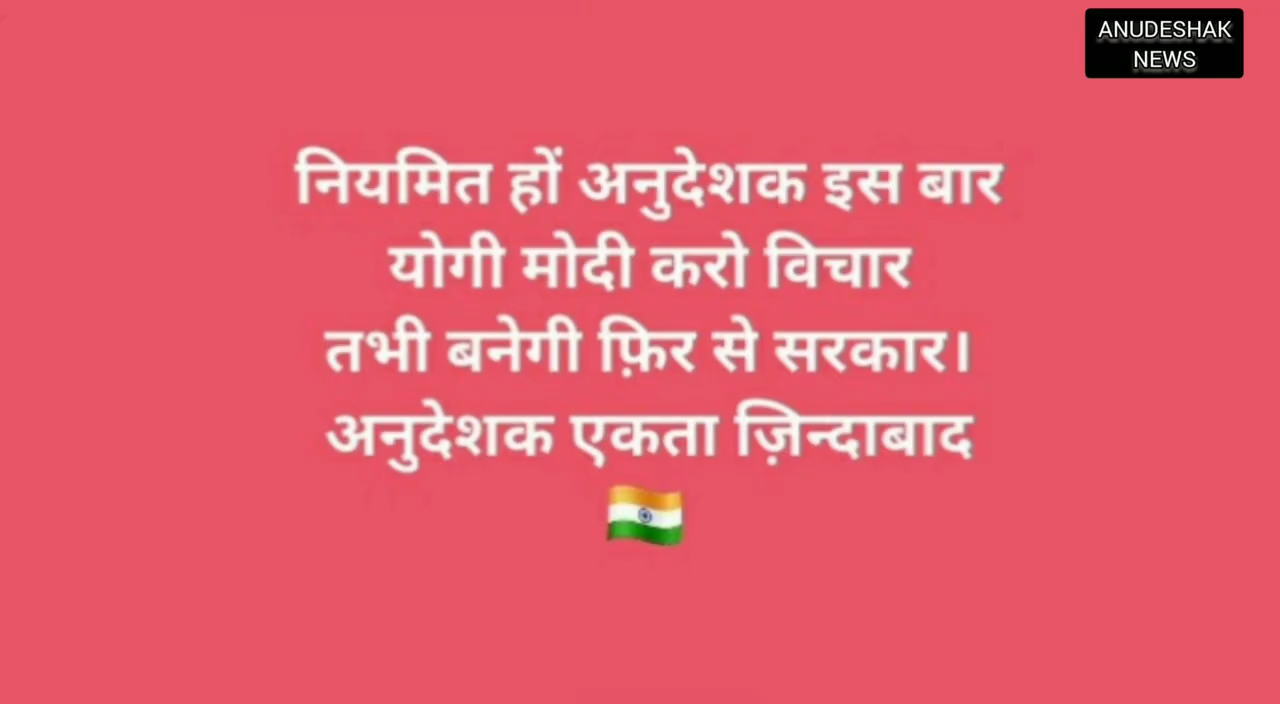 ANUDESHAK
NEWS
नियमित हों अनुदेशक इस बार
योगी मोदी करो विचार
तभी बनेगी फ़िर से सरकार।
अनुदेशक एकता ज़िन्दाबाद